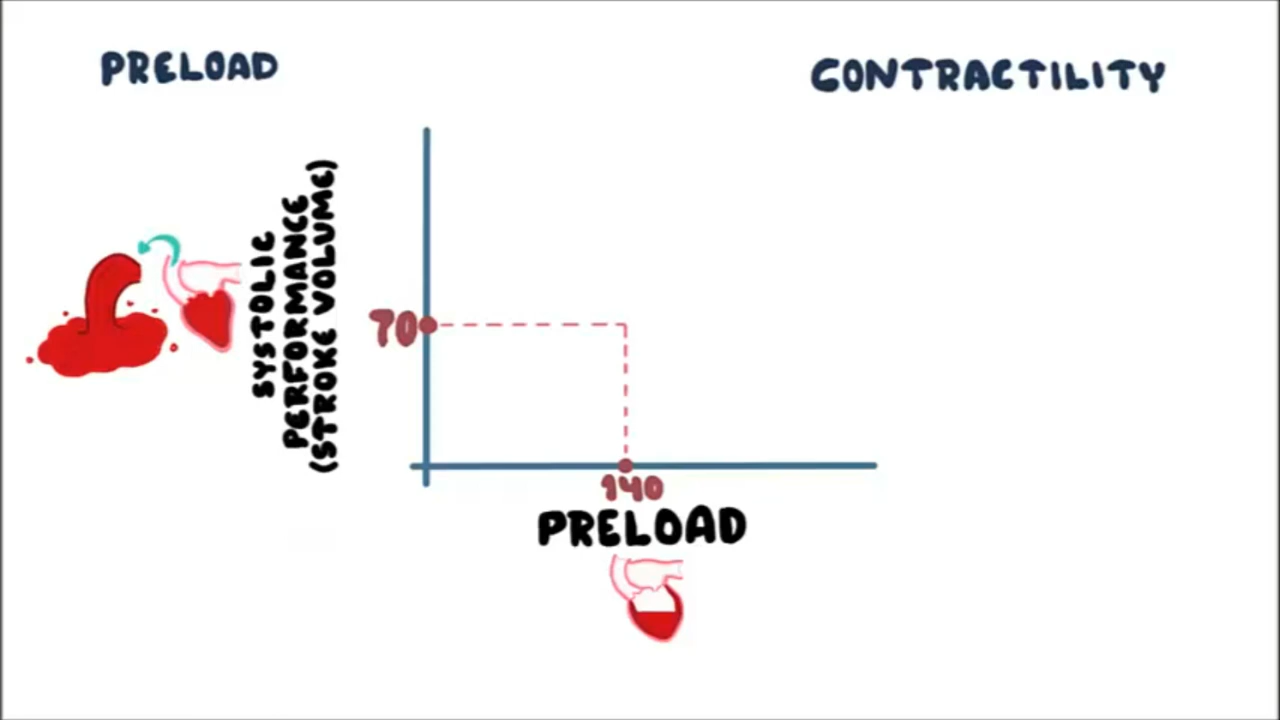 PRELOAD
CONTRACTILITY
SYSTOLIC
PERFORMANCE
(STROKE VOLUME)
70
140
PRELOAD